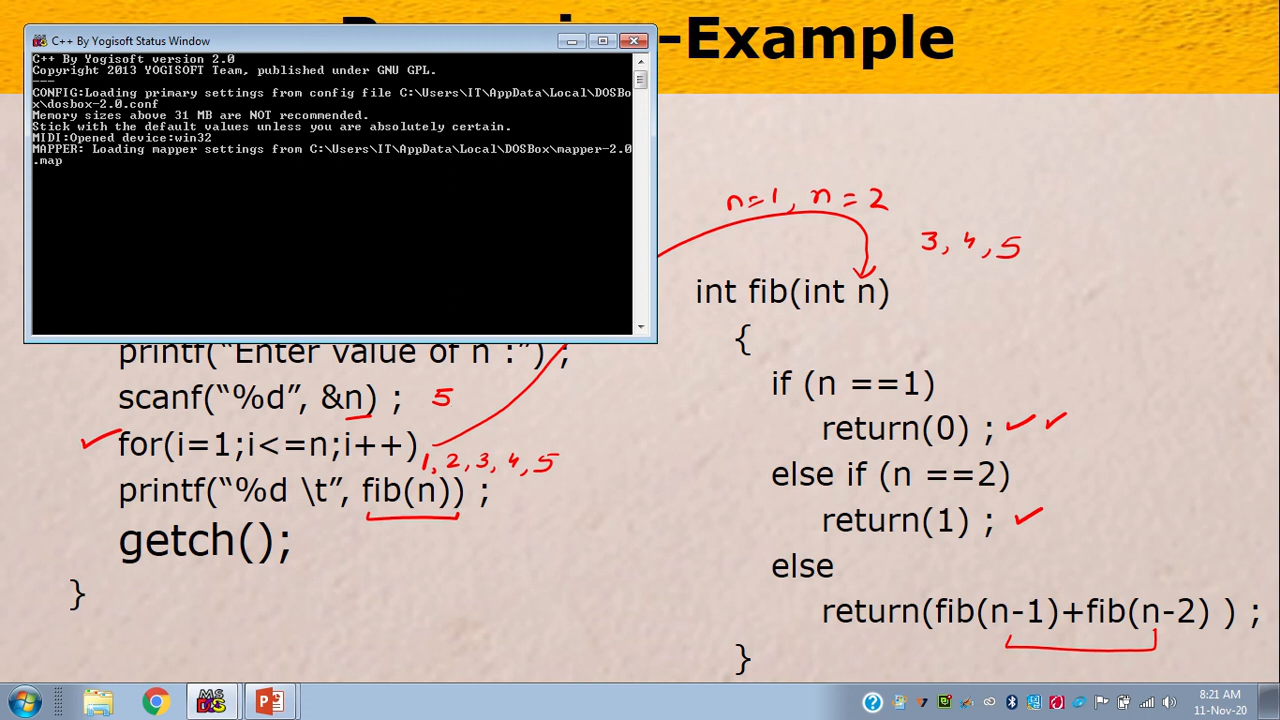 -Example
C++ By Yogisoft Status Window
C++ By Yogisoft version 2.0
Copyright 2013 YOGISOFT Team, published under GNU GPL.
---
CONFIG:Loading primary settings from config file C:\Users\IT\AppData\Local\DOSBo
x\dosbox-2.0.conf
Memory sizes above 31 MB are NOT recommended.
Stick with the default values unless you are absolutely certain.
MIDI:Opened device:win32
MAPPER: Loading mapper settings from C:\Users\IT\AppData\Local\DOSBox\mapper-2.0
.map
printf(“Enter value of n :”) ;
scanf(“%d”, &n) ; 5
for(i=1;i<=n;i++)
1, 2, 3, 4, 5
printf(“%d \t”, fib(n)) ;
getch();
}
n=1, n=2
3, 4, 5
int fib(int n)
{
if (n ==1)
return(0) ;
else if (n ==2)
return(1) ;
else
return(fib(n-1)+fib(n-2) ) ;
}
8:21 AM
11-Nov-20